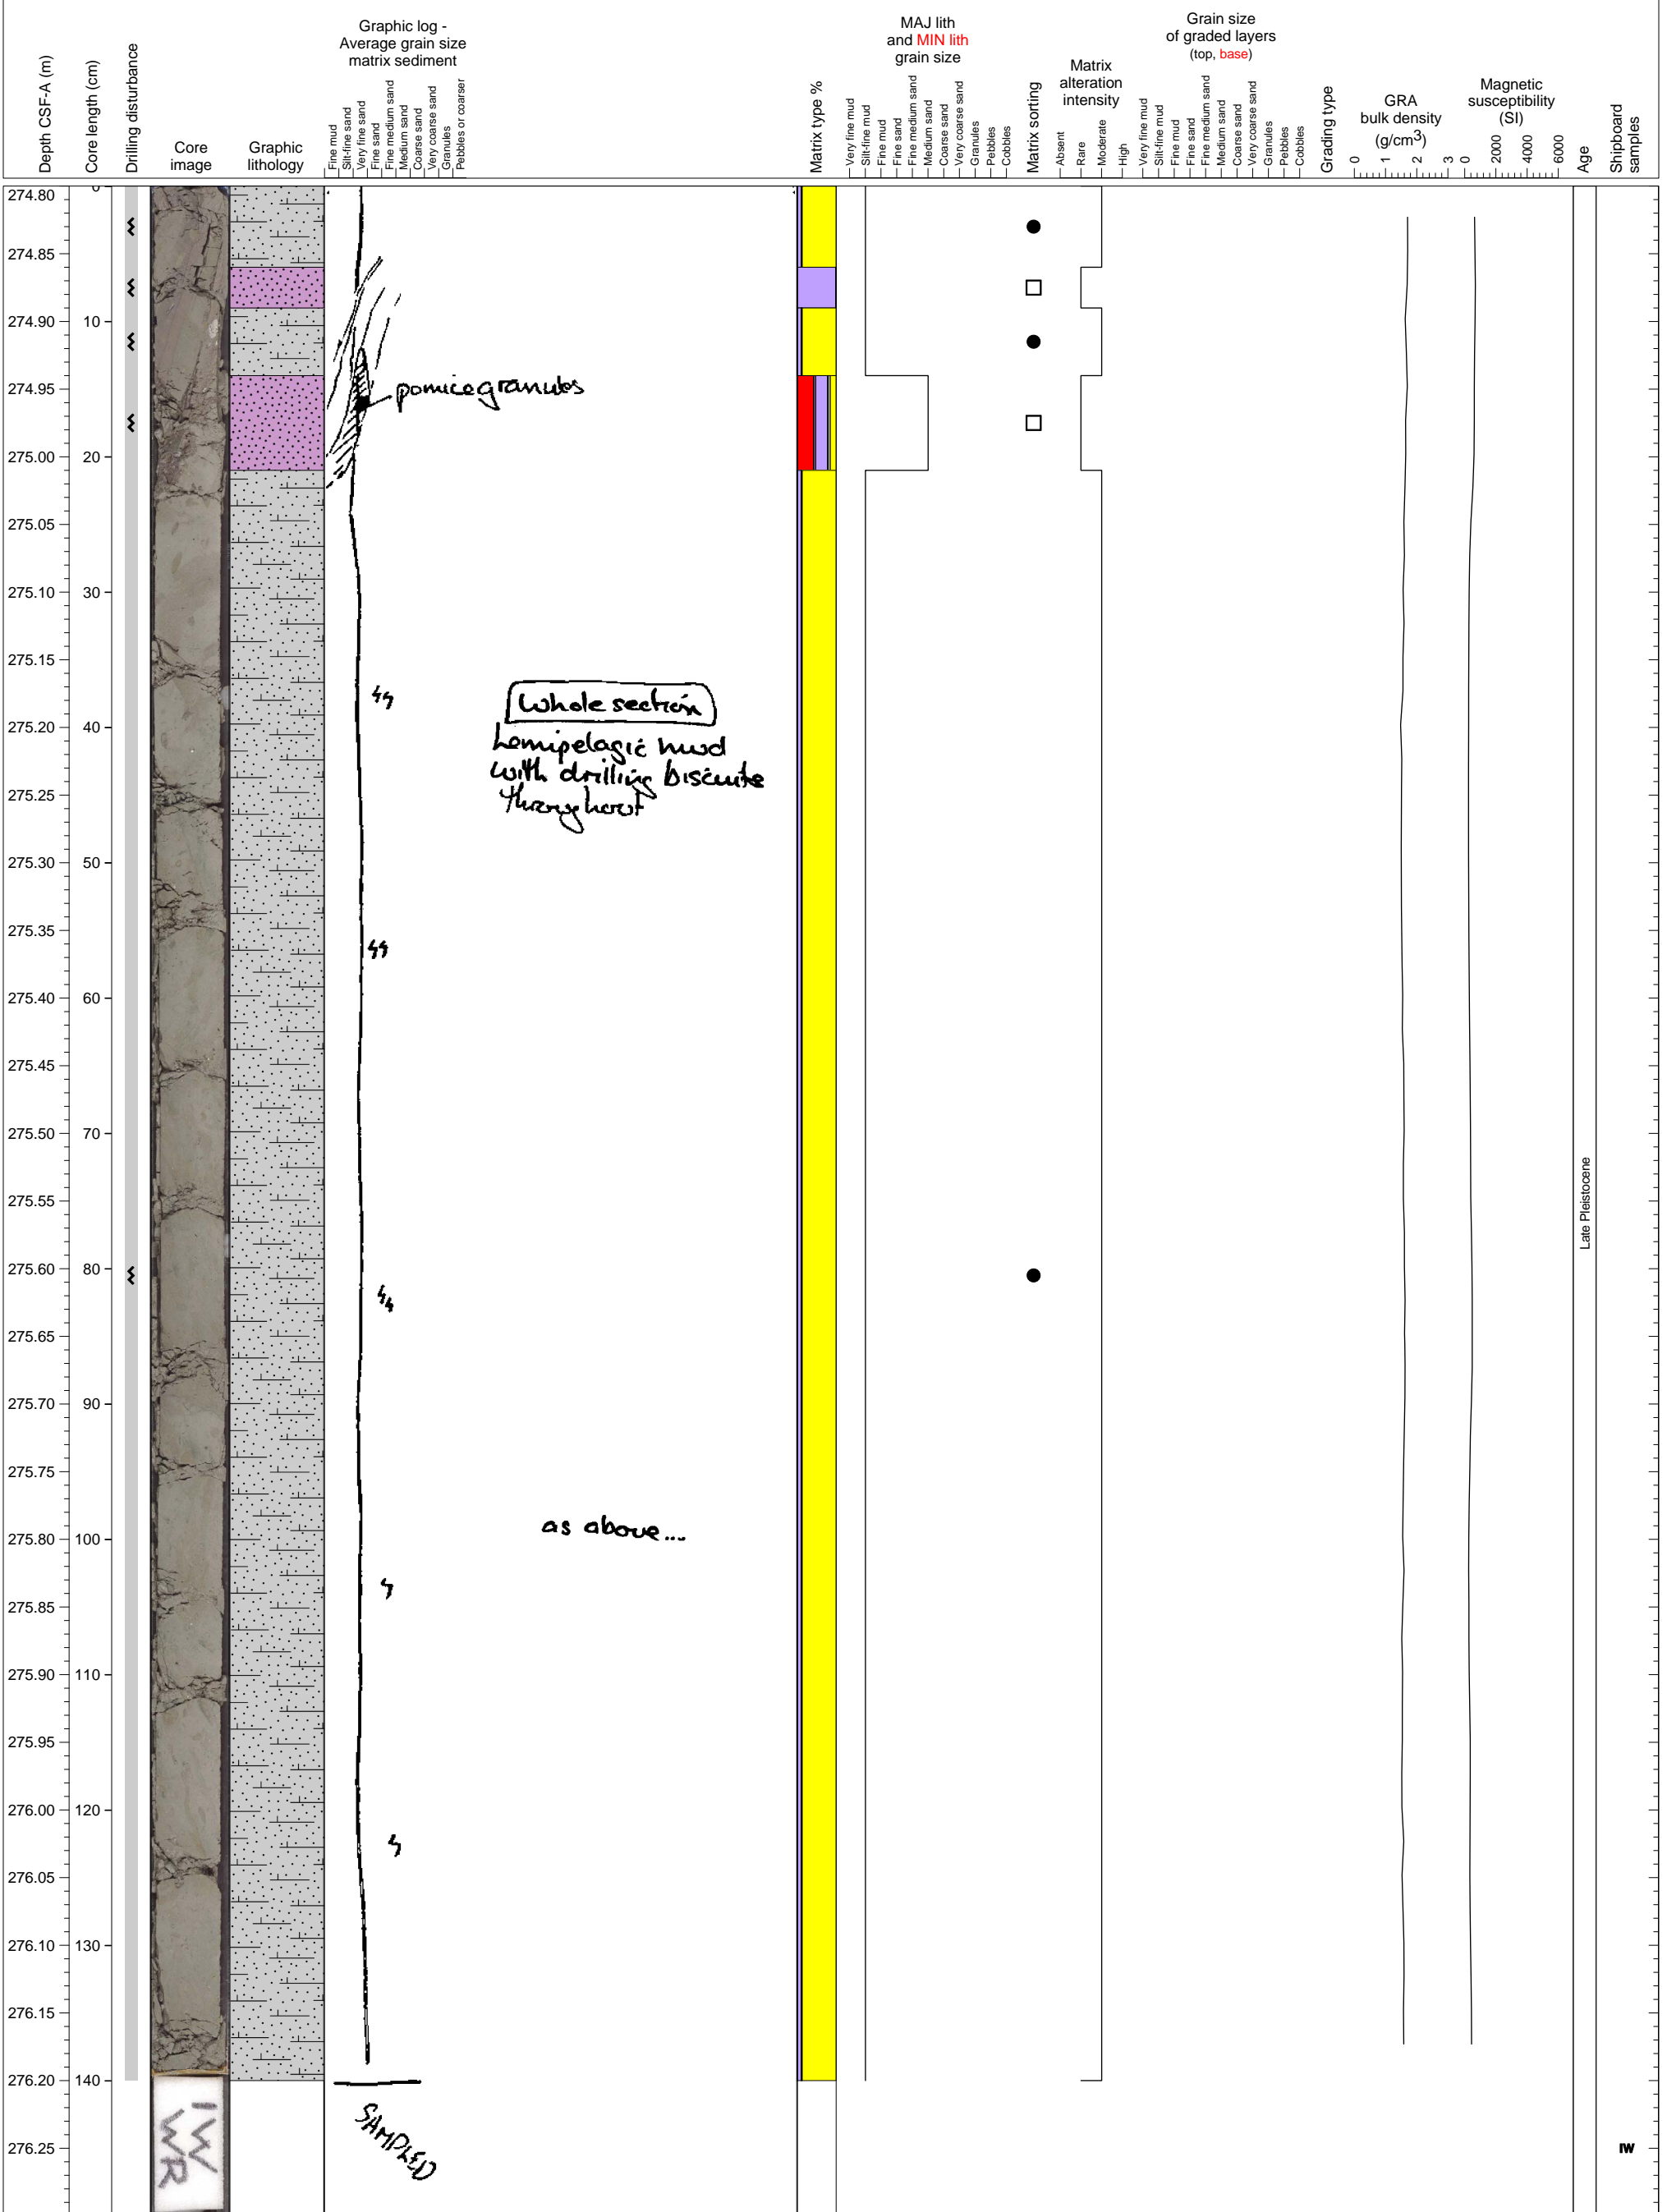 Depth CSF-A (m)
Core length (cm)
Drilling disturbance
Core
image
Graphic
lithology
Graphic log -
Average grain size
matrix sediment
Fine mud
Silt-fine sand
Very fine sand
Fine sand
Fine medium sand
Medium sand
Coarse sand
Very coarse sand
Granules
Pebbles or coarser
Matrix type %
MAJ lith
and MIN lith
grain size
Very fine mud
Silt-fine mud
Fine mud
Fine sand
Fine medium sand
Medium sand
Coarse sand
Very coarse sand
Granules
Pebbles
Cobbles
Matrix sorting
Matrix
alteration
intensity
Absent
Rare
Moderate
High
Grain size
of graded layers
(top, base)
Very fine mud
Silt-fine mud
Fine mud
Fine sand
Fine medium sand
Medium sand
Coarse sand
Very coarse sand
Granules
Pebbles
Cobbles
Grading type
GRA
bulk density
(g/cm3)
0
1
2
3
Magnetic
susceptibility
(SI)
0
2000
4000
6000
Age
Shipboard
samples
274.80
274.85
274.90
274.95
275.00
275.05
275.10
275.15
275.20
275.25
275.30
275.35
275.40
275.45
275.50
275.55
275.60
275.65
275.70
275.75
275.80
275.85
275.90
275.95
276.00
276.05
276.10
276.15
276.20
276.25
0
10
20
30
40
50
60
70
80
90
100
110
120
130
140
pomice granules
Whole section
hemipelagic mud
with drilling biscuits
throughout
as above...
SAMPLED
IW
WR
Late Pleistocene
IW